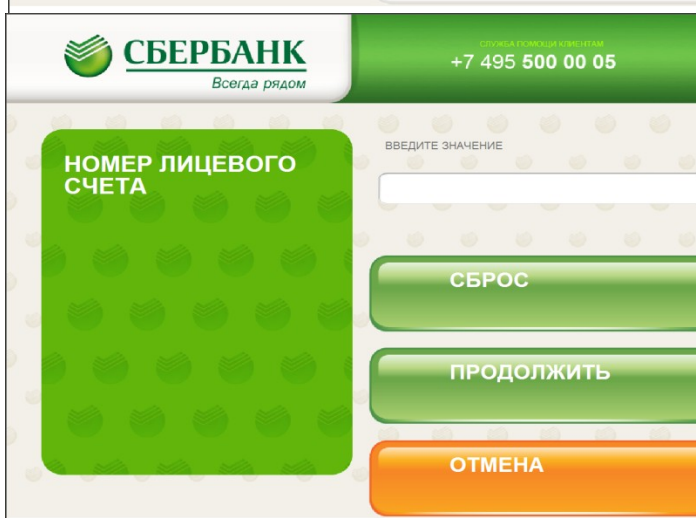 СБЕРБАНК
Всегда рядом
СЛУЖБА ПОМОЩИ КЛИЕНТАМ
+7 495 500 00 05
НОМЕР ЛИЦЕВОГО
СЧЕТА
ВВЕДИТЕ ЗНАЧЕНИЕ
СБРОС
ПРОДОЛЖИТЬ
ОТМЕНА